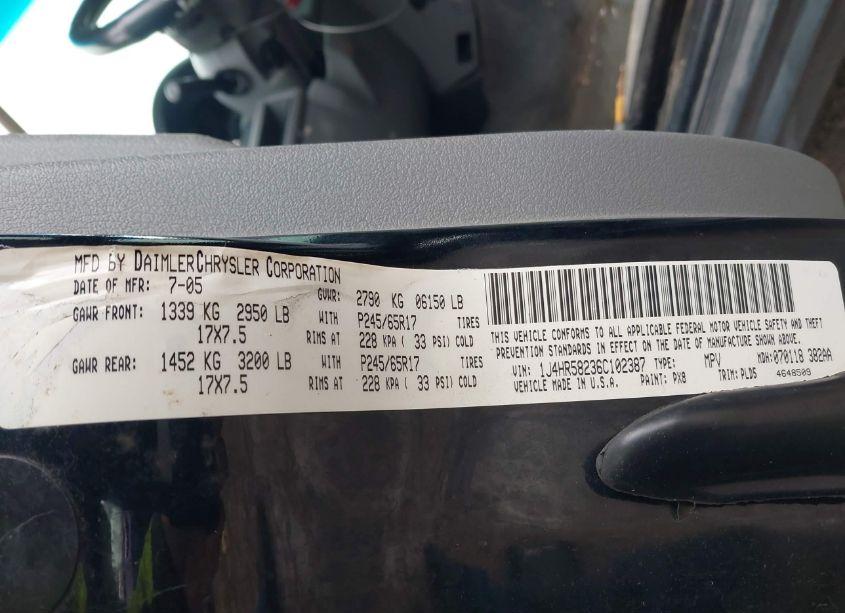 MFD BY DAIMLERCHRYSLER CORPORATION
DATE OF MFR: 7-05 GVWR: 2790 KG 06150 LB
GAWR FRONT: 1339 KG 2950 LB WITH P245/65R17 TIRES
17X7.5 RIMS AT 228 KPA ( 33 PSI) COLD
GAWR REAR: 1452 KG 3200 LB WITH P245/65R17 TIRES
17X7.5 RIMS AT 228 KPA ( 33 PSI) COLD
THIS VEHICLE CONFORMS TO ALL APPLICABLE FEDERAL MOTOR VEHICLE SAFETY AND THEFT
PREVENTION STANDARDS IN EFFECT ON THE DATE OF MANUFACTURE SHOWN ABOVE.
VIN: 1J4HR58236C102387 TYPE: MPV MDH: 070118 302AA
VEHICLE MADE IN U.S.A. PAINT: PX8 TRIM: PLD5 4648509